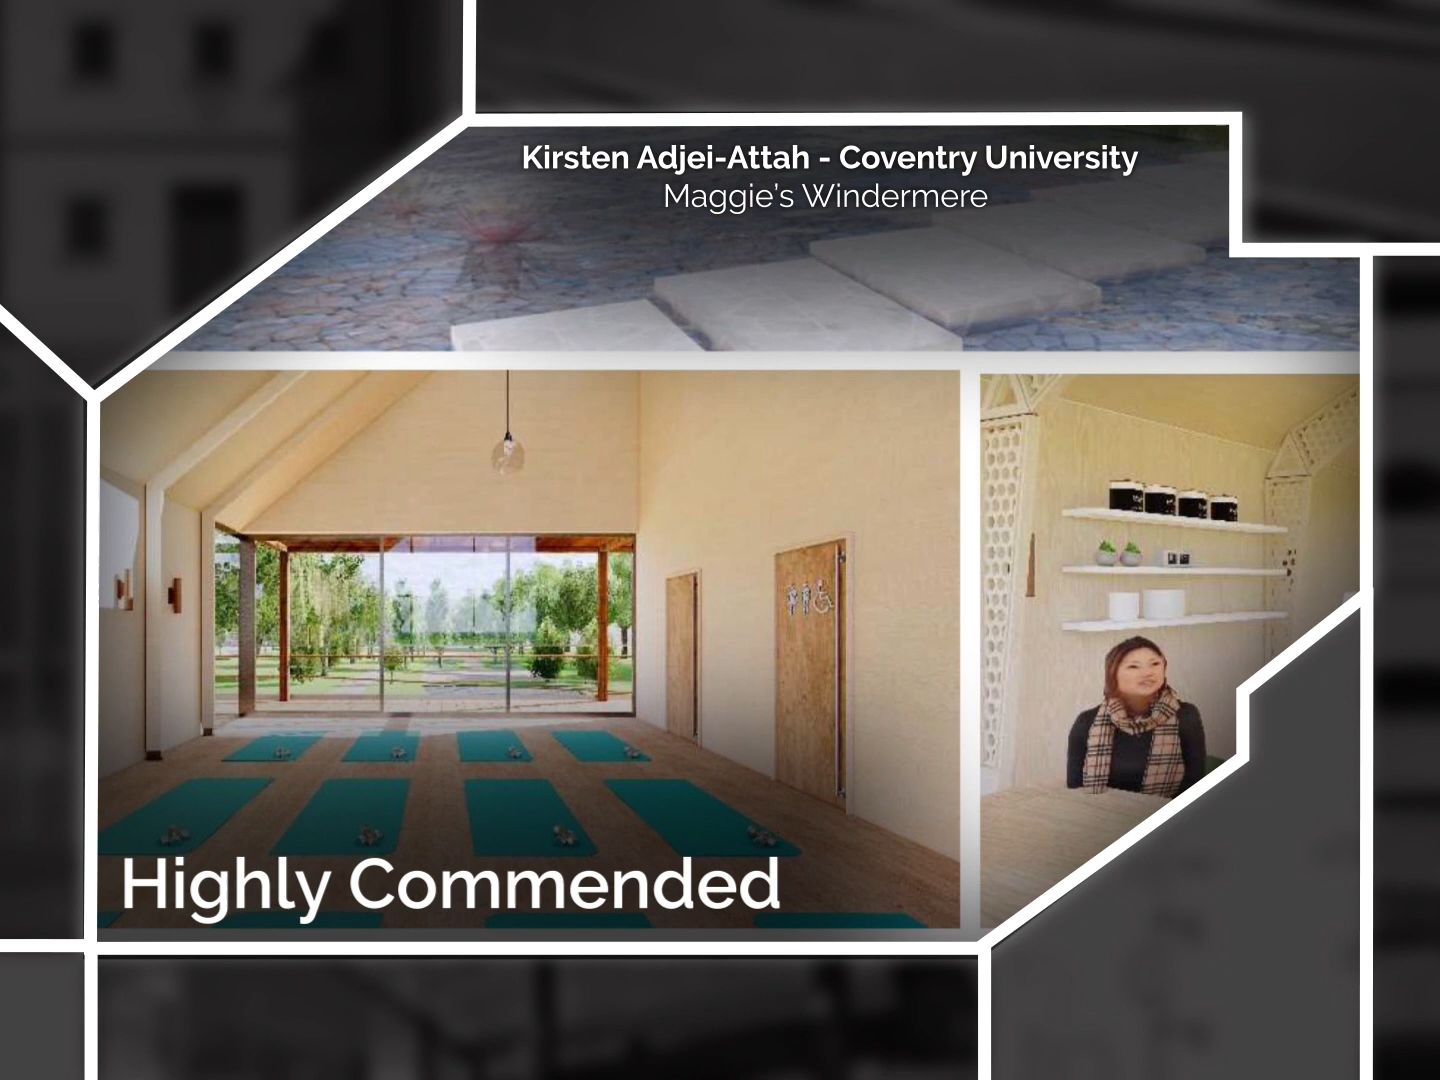 Kirsten Adjei-Attah - Coventry University
Maggie's Windermere
Highly Commended